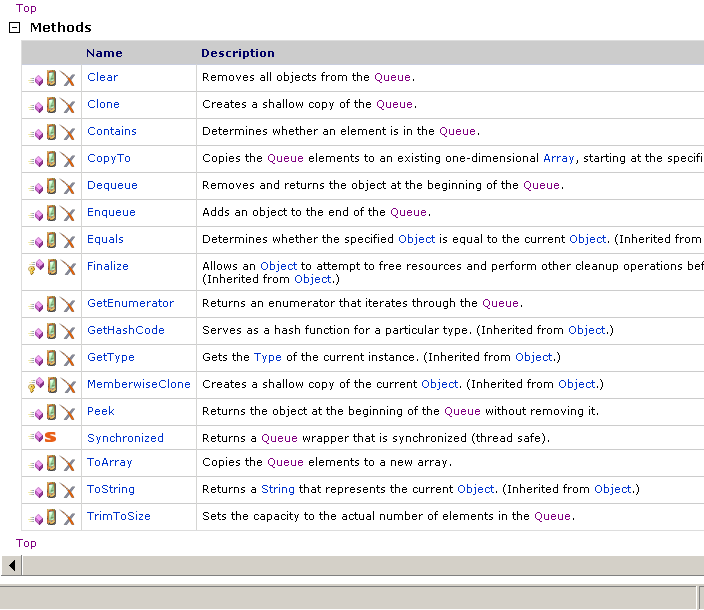 Top
Methods
Name Description
Clear Removes all objects from the Queue.
Clone Creates a shallow copy of the Queue.
Contains Determines whether an element is in the Queue.
CopyTo Copies the Queue elements to an existing one-dimensional Array, starting at the specifi
Dequeue Removes and returns the object at the beginning of the Queue.
Enqueue Adds an object to the end of the Queue.
Equals Determines whether the specified Object is equal to the current Object. (Inherited from
Finalize Allows an Object to attempt to free resources and perform other cleanup operations bef
(Inherited from Object.)
GetEnumerator Returns an enumerator that iterates through the Queue.
GetHashCode Serves as a hash function for a particular type. (Inherited from Object.)
GetType Gets the Type of the current instance. (Inherited from Object.)
MemberwiseClone Creates a shallow copy of the current Object. (Inherited from Object.)
Peek Returns the object at the beginning of the Queue without removing it.
S Synchronized Returns a Queue wrapper that is synchronized (thread safe).
ToArray Copies the Queue elements to a new array.
ToString Returns a String that represents the current Object. (Inherited from Object.)
TrimToSize Sets the capacity to the actual number of elements in the Queue.
Top